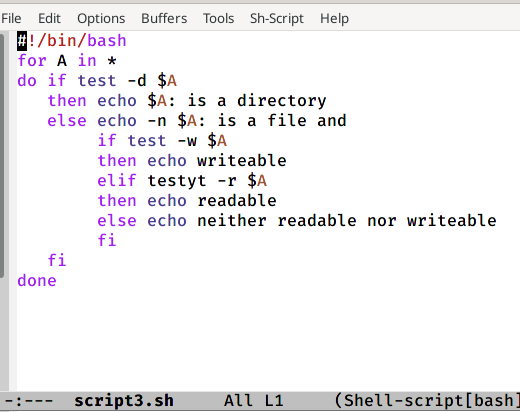 File Edit Options Buffers Tools Sh-Script Help
#!/bin/bash
for A in *
do if test -d $A
   then echo $A: is a directory
   else echo -n $A: is a file and
        if test -w $A
        then echo writeable
        elif testyt -r $A
        then echo readable
        else echo neither readable nor writeable
        fi
   fi
done
-:--- script3.sh All L1 (Shell-script[bash]